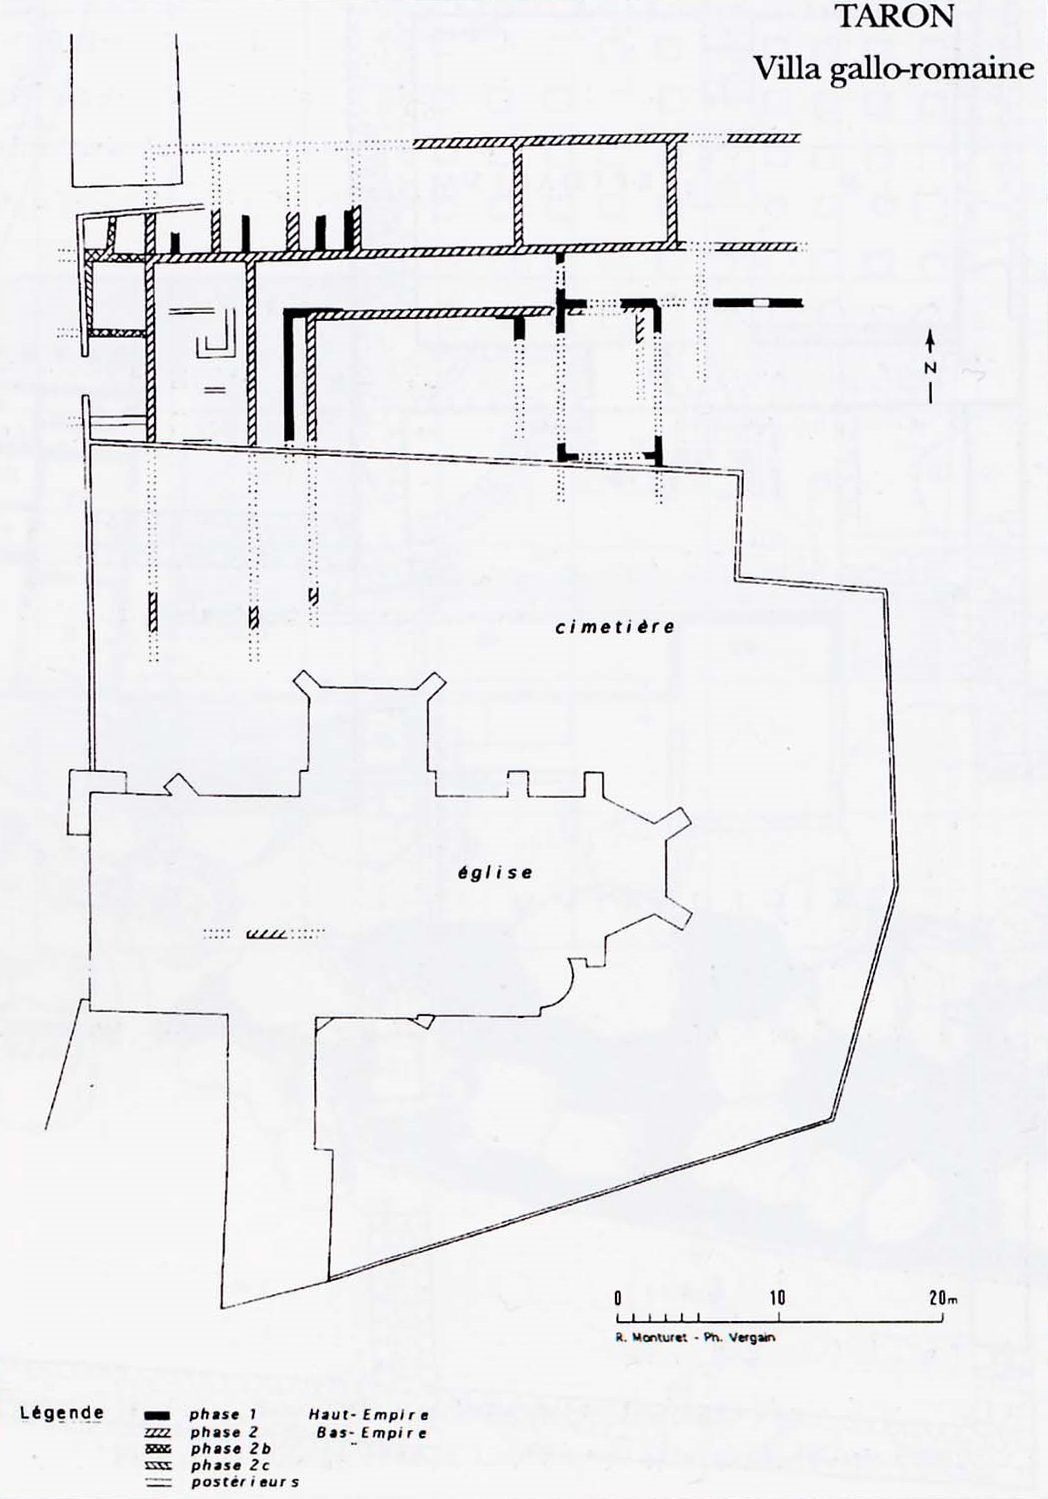 TARON
Villa gallo-romaine
N
cimetière
église
0 10 20m
R. Monturet - Ph. Vergain
Légende
phase 1 Haut-Empire
phase 2 Bas-Empire
phase 2b
phase 2c
postérieurs